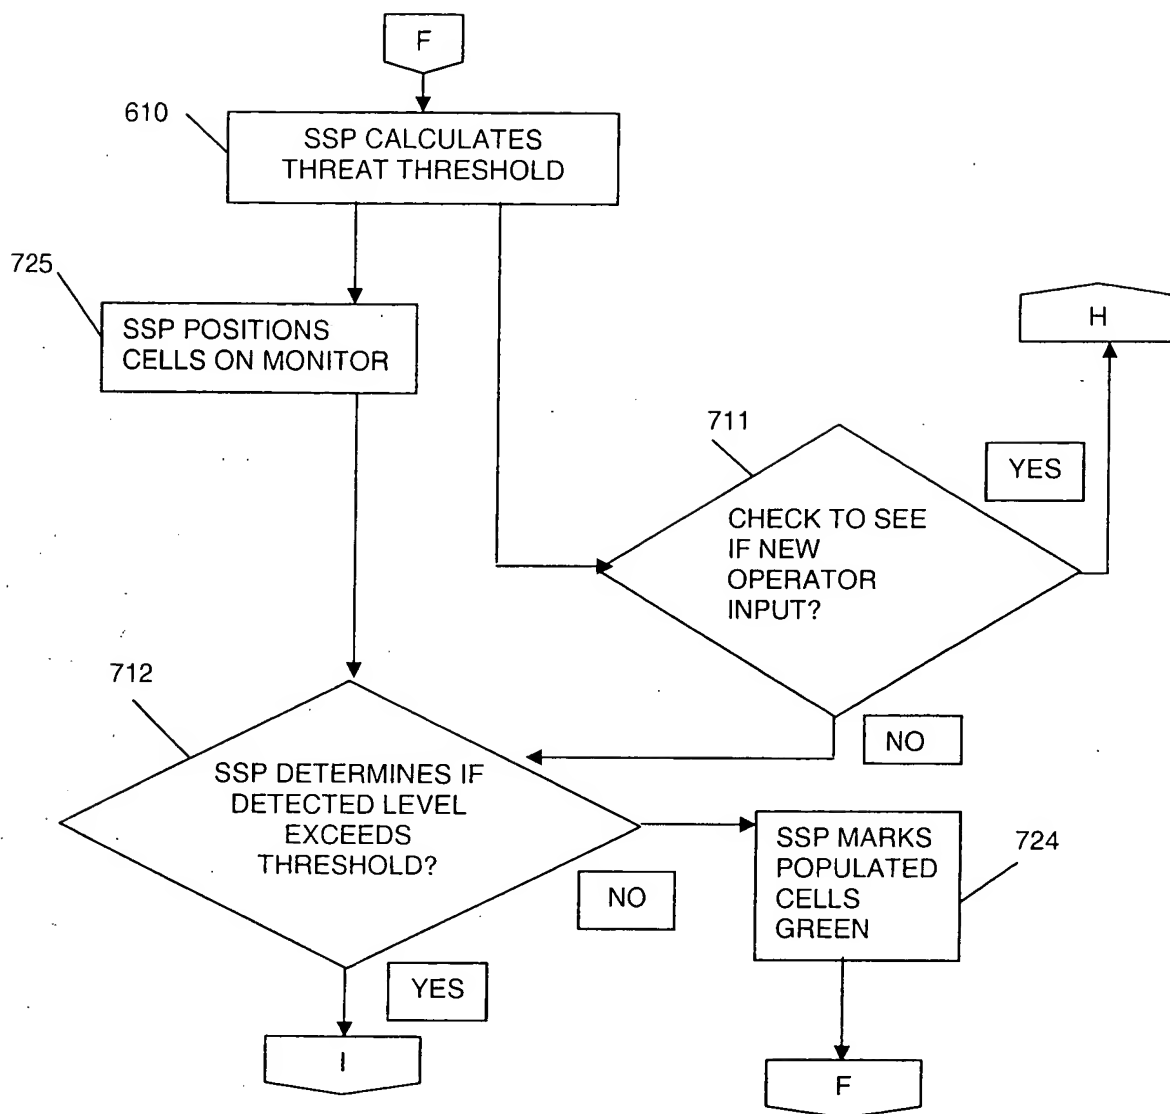 F
610
SSP CALCULATES
THREAT THRESHOLD
725
SSP POSITIONS
CELLS ON MONITOR
H
711
YES
CHECK TO SEE
IF NEW
OPERATOR
INPUT?
712
NO
SSP DETERMINES IF
DETECTED LEVEL
EXCEEDS
THRESHOLD?
SSP MARKS
POPULATED
CELLS
GREEN
724
NO
YES
I
F